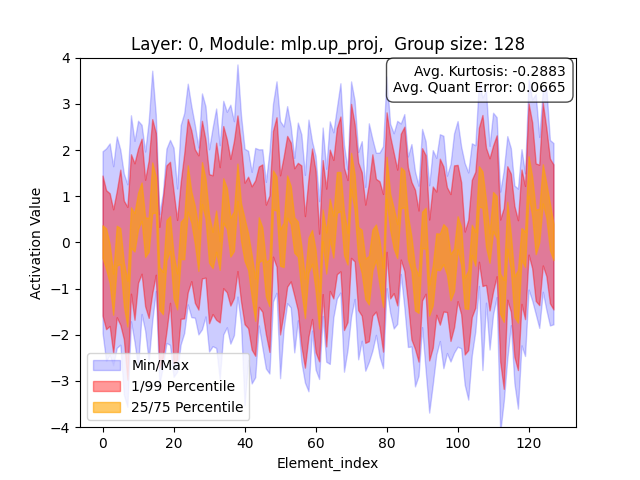 Layer: 0, Module: mlp.up_proj,  Group size: 128
Avg. Kurtosis: -0.2883
Avg. Quant Error: 0.0665
Activation Value
4
3
2
1
0
−1
−2
−3
−4
Min/Max
1/99 Percentile
25/75 Percentile
0 20 40 60 80 100 120
Element_index